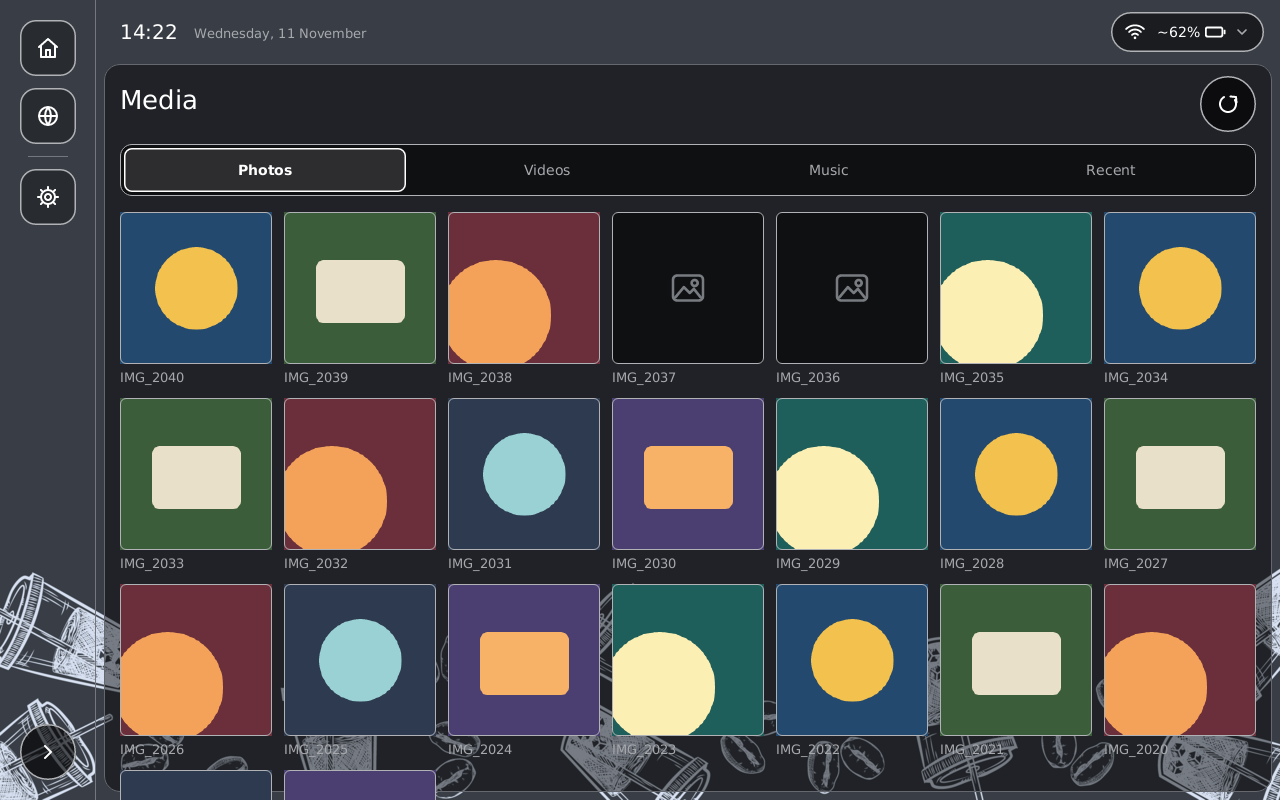 14:22 Wednesday, 11 November ~62%
Media
Photos Videos Music Recent
IMG_2040 IMG_2039 IMG_2038 IMG_2037 IMG_2036 IMG_2035 IMG_2034
IMG_2033 IMG_2032 IMG_2031 IMG_2030 IMG_2029 IMG_2028 IMG_2027
IMG_2026 IMG_2025 IMG_2024 IMG_2023 IMG_2022 IMG_2021 IMG_2020